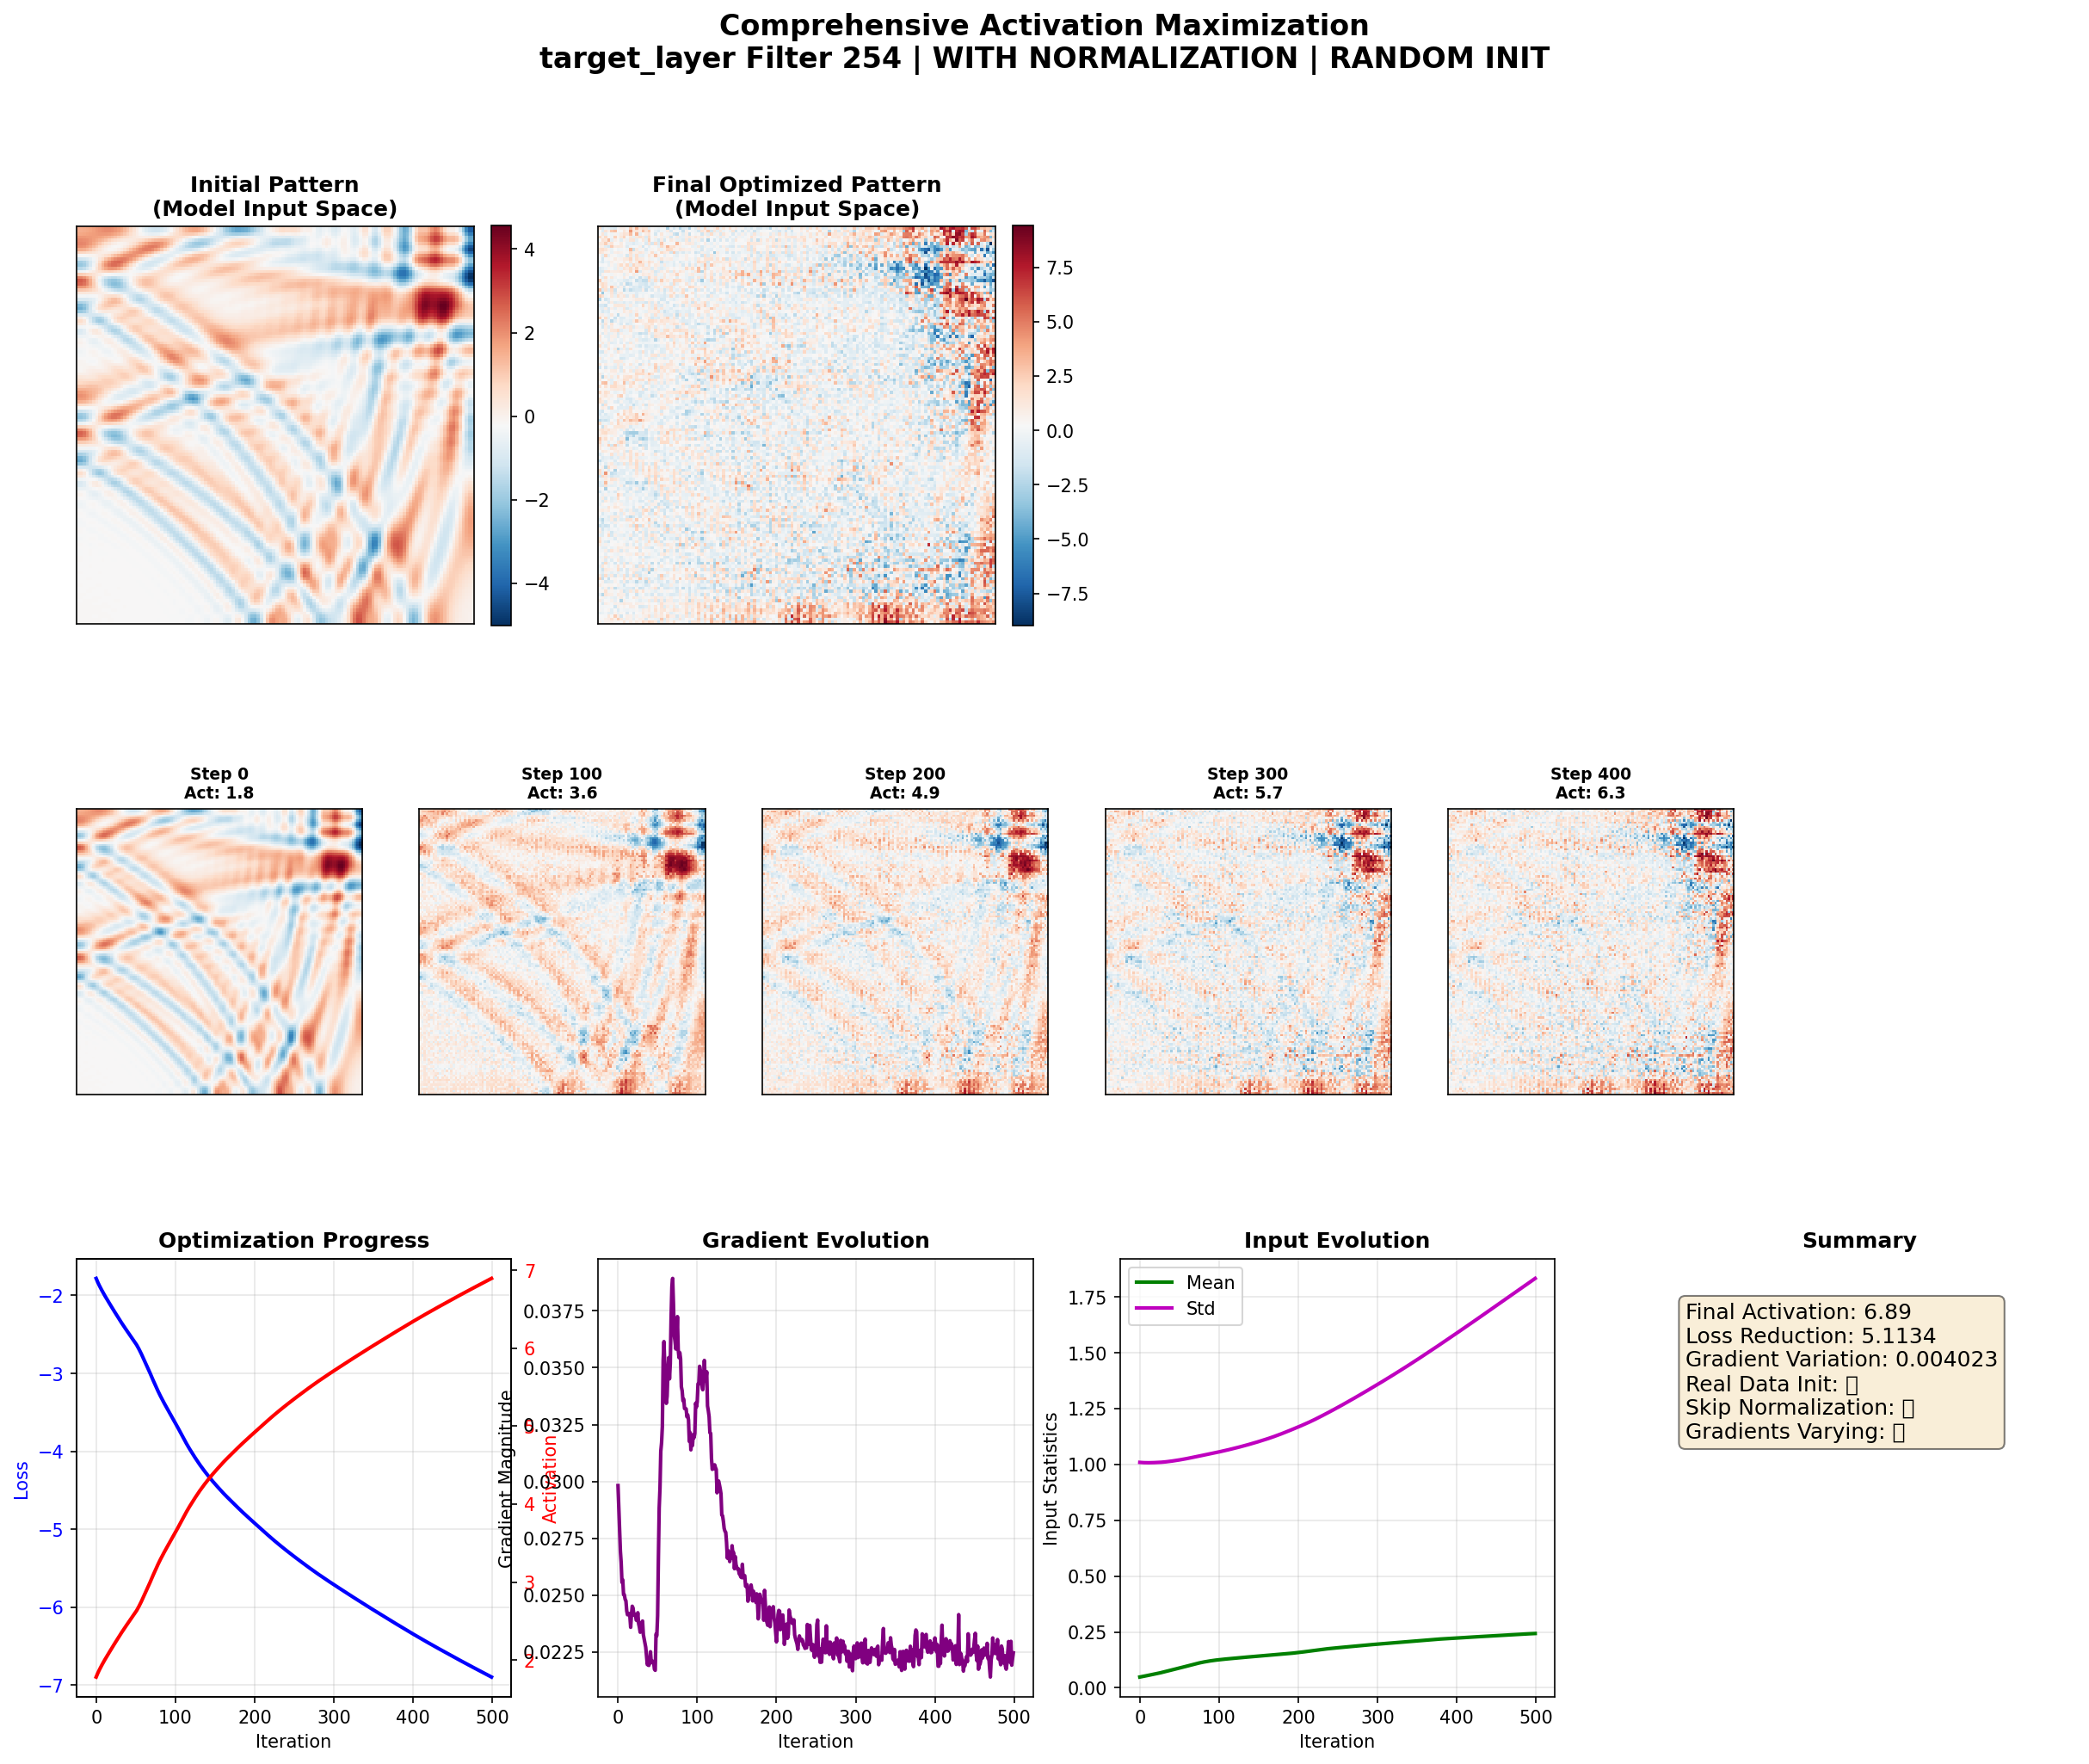 Comprehensive Activation Maximization
target_layer Filter 254 | WITH NORMALIZATION | RANDOM INIT
Initial Pattern
(Model Input Space)
4
2
0
−2
−4
Final Optimized Pattern
(Model Input Space)
7.5
5.0
2.5
0.0
−2.5
−5.0
−7.5
Step 0
Act: 1.8
Step 100
Act: 3.6
Step 200
Act: 4.9
Step 300
Act: 5.7
Step 400
Act: 6.3
Optimization Progress
Loss
−2
−3
−4
−5
−6
−7
0 100 200 300 400 500
Iteration
7
6
5
4
3
2
Activation
Gradient Evolution
Gradient Magnitude
0.0375
0.0350
0.0325
0.0300
0.0275
0.0250
0.0225
0 100 200 300 400 500
Iteration
Input Evolution
Mean
Std
Input Statistics
1.75
1.50
1.25
1.00
0.75
0.50
0.25
0.00
0 100 200 300 400 500
Iteration
Summary
Final Activation: 6.89
Loss Reduction: 5.1134
Gradient Variation: 0.004023
Real Data Init:
Skip Normalization:
Gradients Varying: